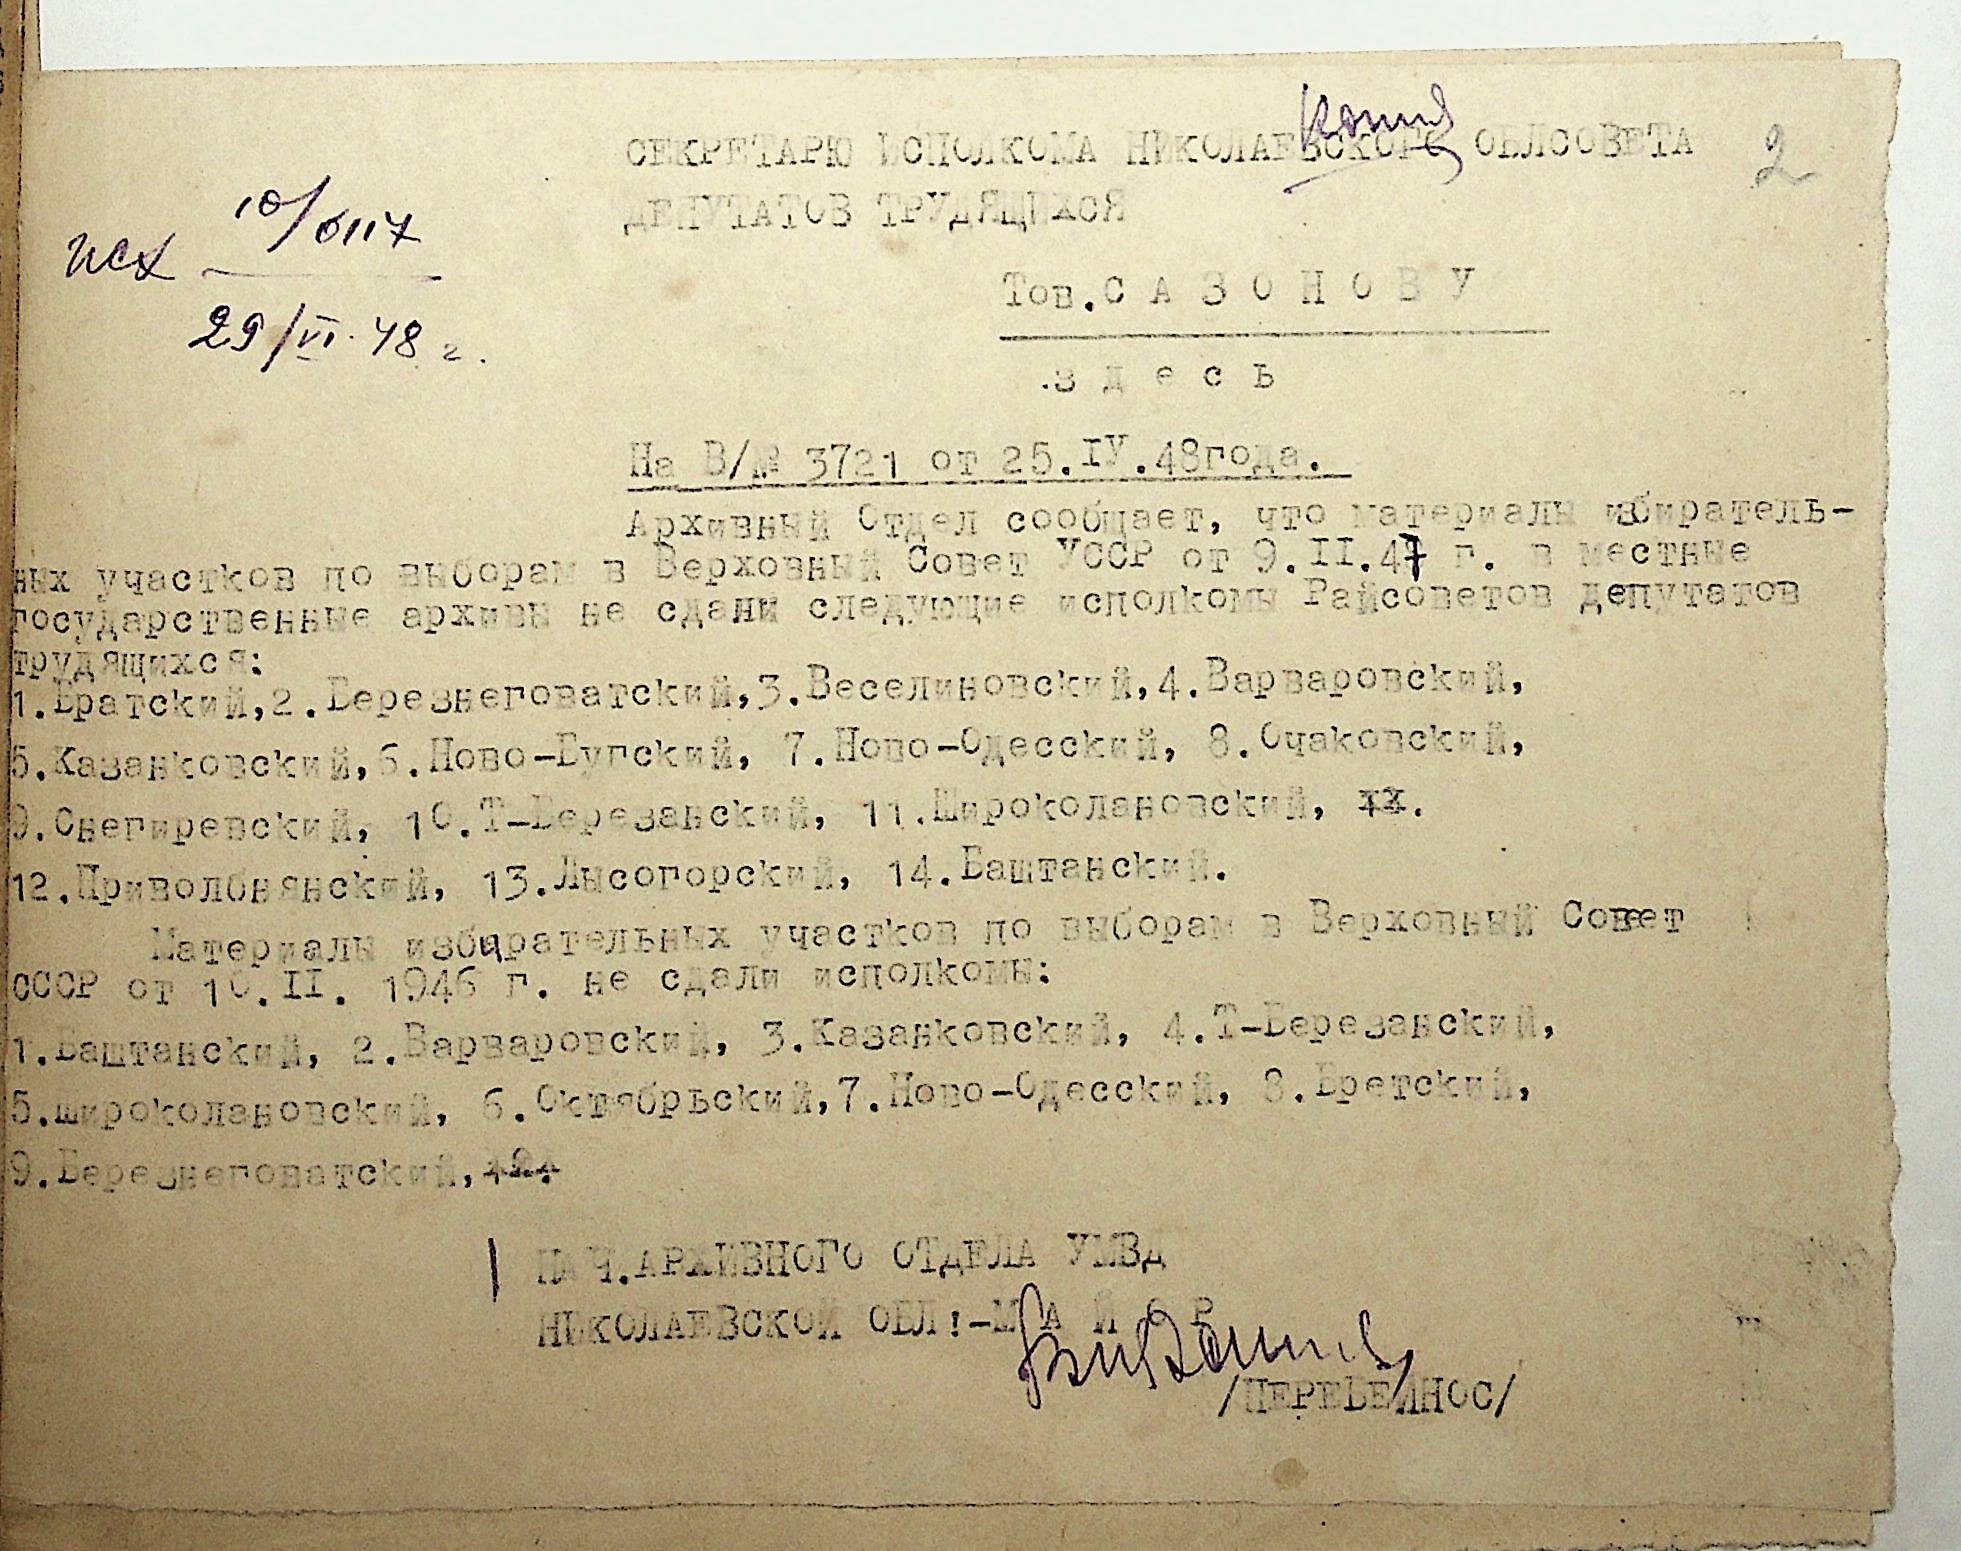 Копия
СЕКРЕТАРЮ ИСПОЛКОМА НИКОЛАЕВСКОГО ОБЛСОВЕТА
2
ДЕПУТАТОВ ТРУДЯЩИХСЯ
исх 10/6117
29/VI.48 г.
Тов.С А З О Н О В У
.з д е с ь
На В/№ 3721 от 25.IУ.48года.
Архивный Отдел сообщает, что материалы избиратель-
ных участков по выборам в Верховный Совет УССР от 9.II.47 г. в местные
государственные архивы не сдали следующие исполкомы Райсоветов депутатов
трудящихся:
1.Братский,2.Березнеговатский,3.Веселиновский,4.Варваровский,
5.Казанковский,6.Ново-Бугский, 7.Ново-Одесский, 8.Очаковский,
9.Снегиревский, 10.Т-Березанский, 11.Широколановский,
12.Приволбнянский, 13.Лысогорский, 14.Баштанский.
Материалы избирательных участков по выборам в Верховный Совет
СССР от 10.II. 1946 г. не сдали исполкомы:
1.Баштанский, 2.Варваровский, 3.Казанковский, 4.Т-Березанский,
5.широколановский, 6.Октябрьский,7.Ново-Одесский, 8.Бретский,
9.Березнеговатский,
НАЧ.АРХИВНОГО ОТДЕЛА УМВД
НИКОЛАЕВСКОЙ ОБЛ!-М А Й О Р
/ПЕРЕБЕЙНОС/